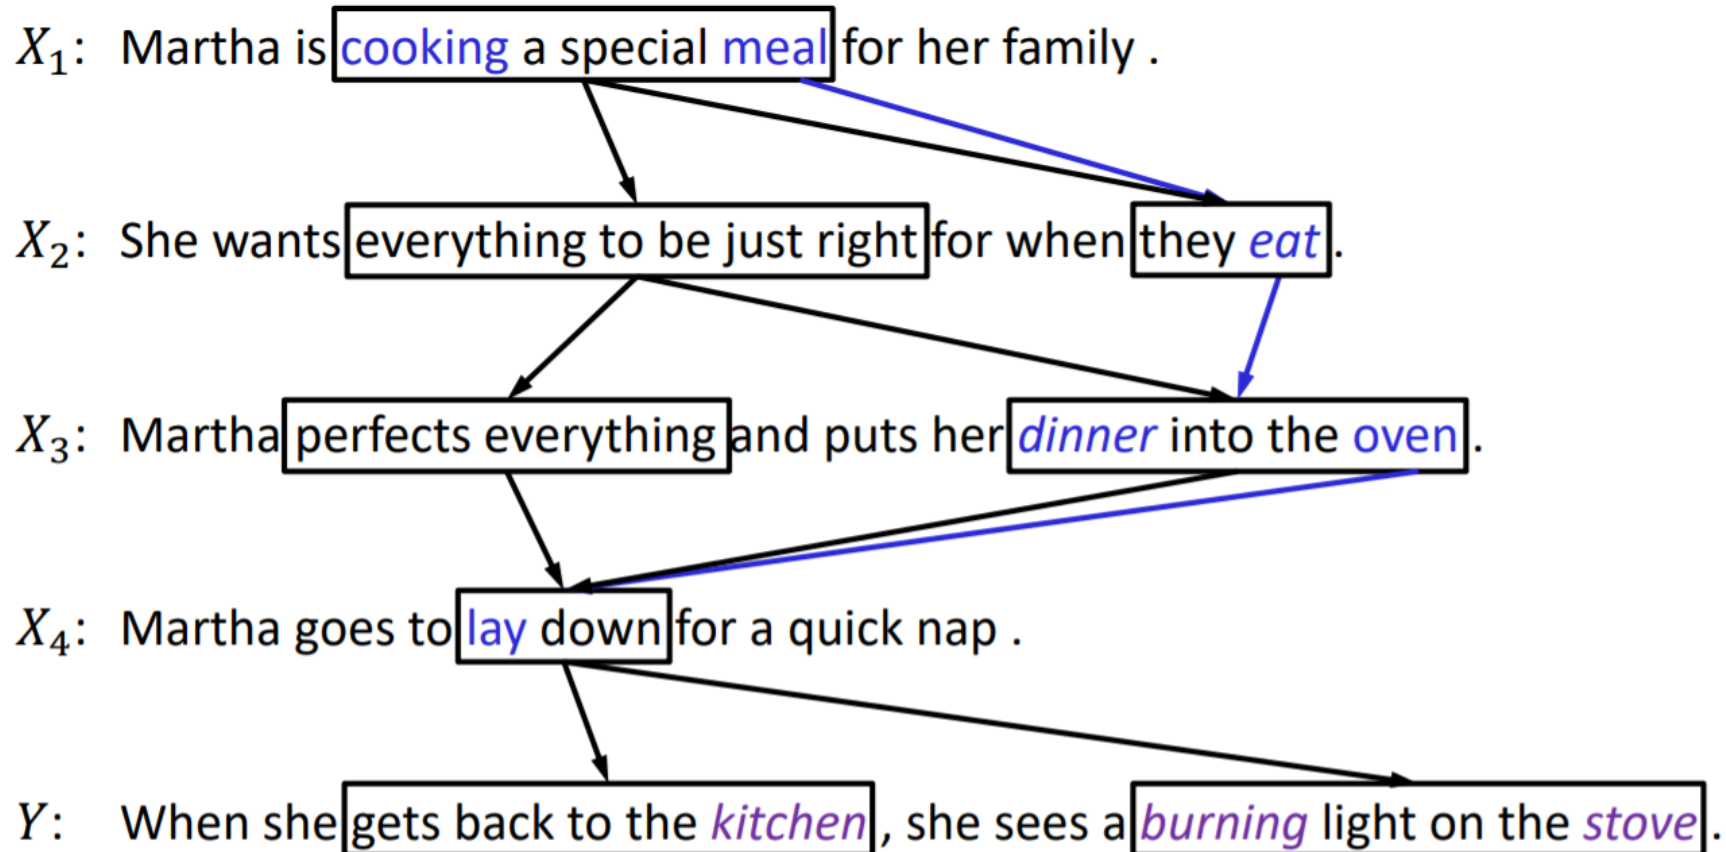 X₁: Martha is cooking a special meal for her family .
X₂: She wants everything to be just right for when they eat .
X₃: Martha perfects everything and puts her dinner into the oven .
X₄: Martha goes to lay down for a quick nap .
Y: When she gets back to the kitchen , she sees a burning light on the stove .